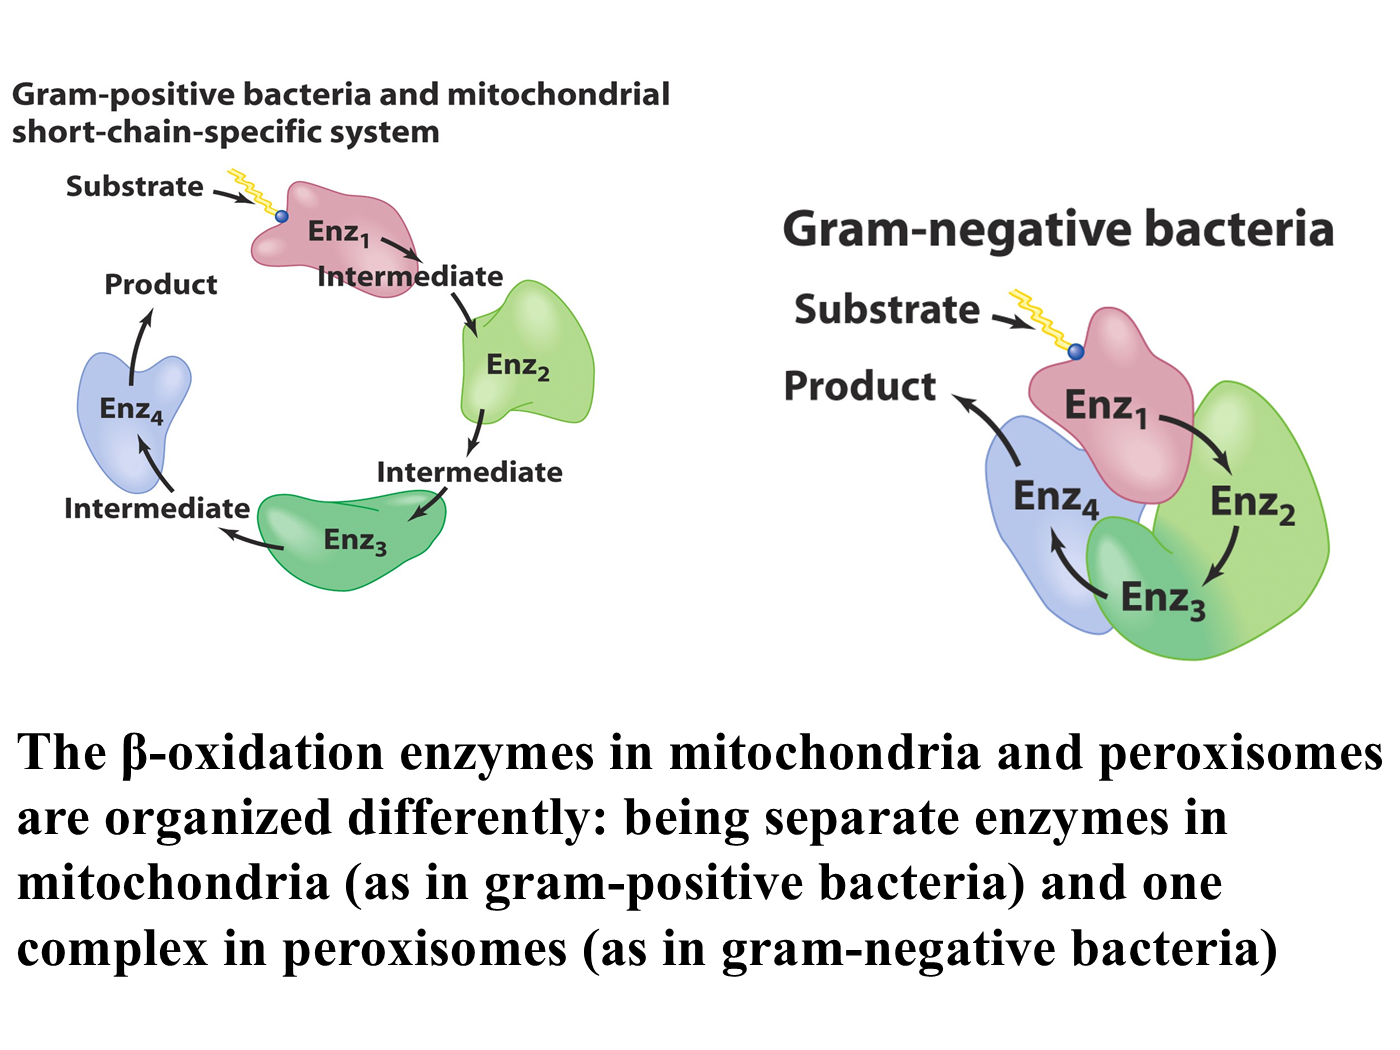 Gram-positive bacteria and mitochondrial
short-chain-specific system
Substrate
Enz1
Intermediate
Product
Enz2
Enz4
Intermediate
Intermediate
Enz3
Gram-negative bacteria
Substrate
Product
Enz1
Enz4
Enz2
Enz3
The β-oxidation enzymes in mitochondria and peroxisomes
are organized differently: being separate enzymes in
mitochondria (as in gram-positive bacteria) and one
complex in peroxisomes (as in gram-negative bacteria)